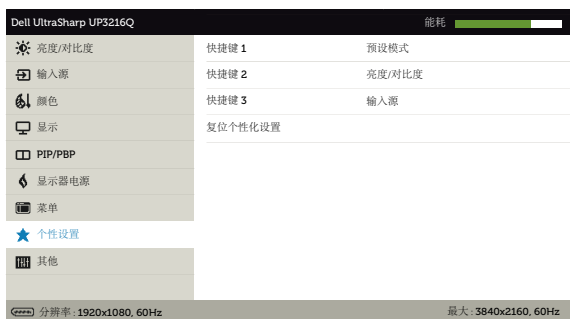 Dell UltraSharp UP3216Q 能耗
亮度/对比度 快捷键 1 预设模式
输入源 快捷键 2 亮度/对比度
颜色 快捷键 3 输入源
显示 复位个性化设置
PIP/PBP
显示器电源
菜单
个性设置
其他
分辨率: 1920x1080, 60Hz 最大: 3840x2160, 60Hz